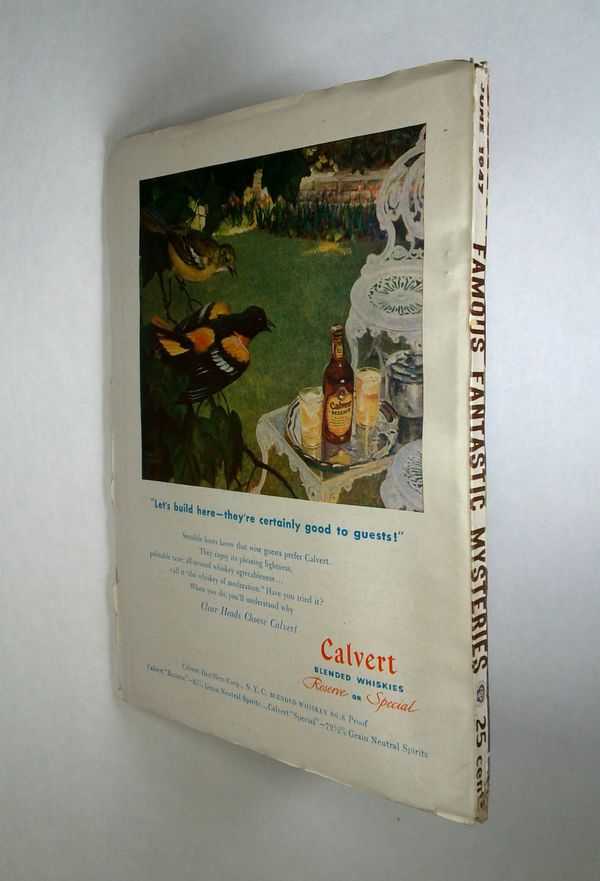 Calvert
RESERVE
"Let's build here—they're certainly good to guests!"
Sensible hosts know that wise guests prefer Calvert.
They enjoy its pleasing lightness,
palatable taste, all-around whiskey agreeableness...
call it "the whiskey of moderation." Have you tried it?
When you do, you'll understand why
Clear Heads Choose Calvert
Calvert
BLENDED WHISKIES
Reserve OR Special
Calvert Distillers Corp., N.Y.C. BLENDED WHISKEY 86.8 Proof
Calvert "Reserve"—65% Grain Neutral Spirits...Calvert "Special"—72½% Grain Neutral Spirits
JUNE 1947 FAMOUS FANTASTIC MYSTERIES 25 cents